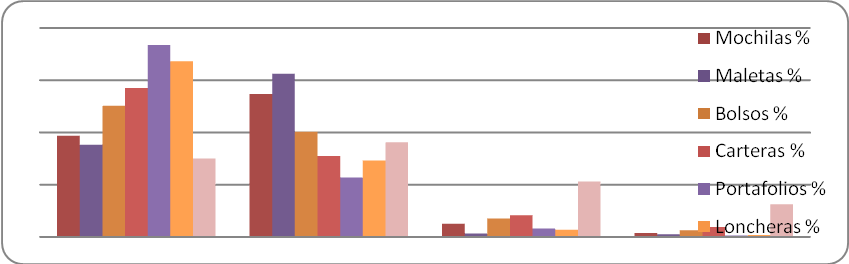 Mochilas %
Maletas %
Bolsos %
Carteras %
Portafolios %
Loncheras %